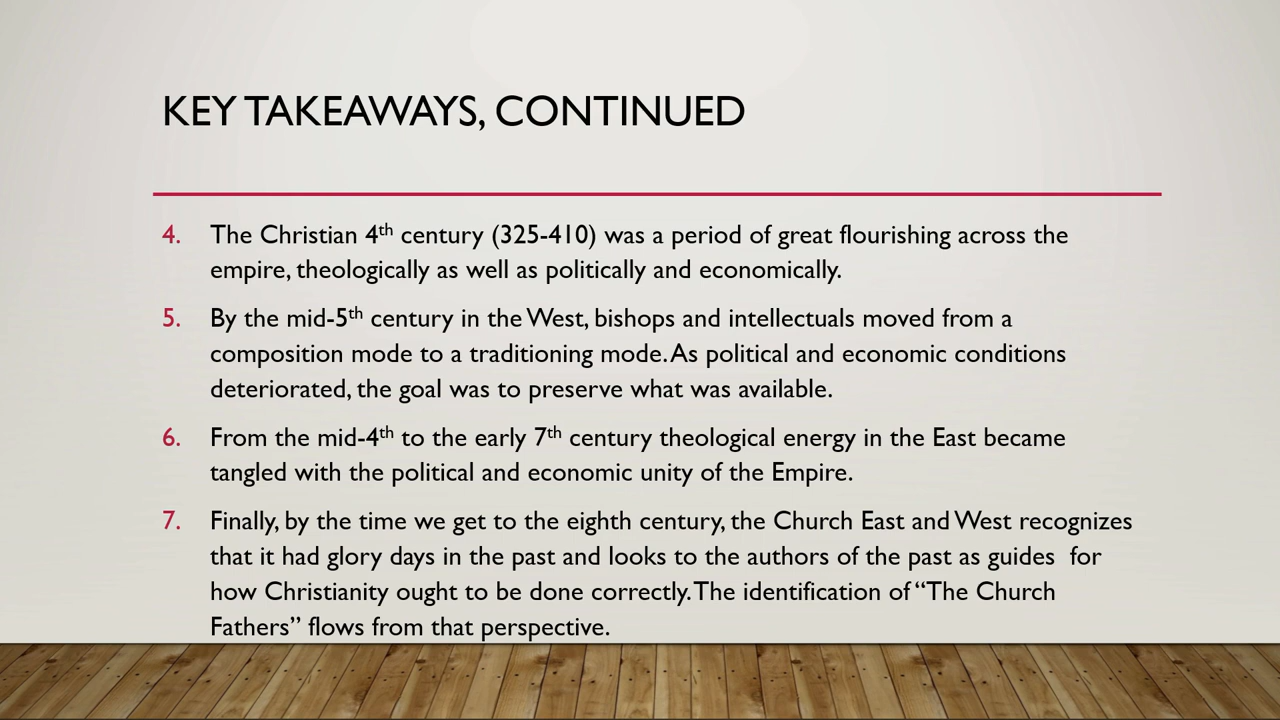 KEY TAKEAWAYS, CONTINUED
4. The Christian 4th century (325-410) was a period of great flourishing across the
empire, theologically as well as politically and economically.
5. By the mid-5th century in the West, bishops and intellectuals moved from a
composition mode to a traditioning mode. As political and economic conditions
deteriorated, the goal was to preserve what was available.
6. From the mid-4th to the early 7th century theological energy in the East became
tangled with the political and economic unity of the Empire.
7. Finally, by the time we get to the eighth century, the Church East and West recognizes
that it had glory days in the past and looks to the authors of the past as guides  for
how Christianity ought to be done correctly. The identification of “The Church
Fathers” flows from that perspective.